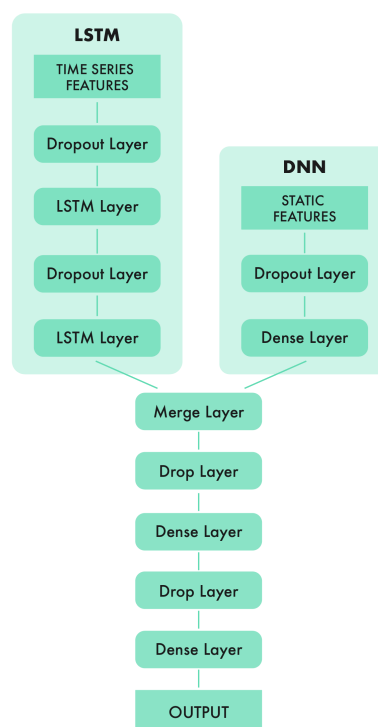 LSTM
TIME SERIES
FEATURES
Dropout Layer
LSTM Layer
Dropout Layer
LSTM Layer
DNN
STATIC
FEATURES
Dropout Layer
Dense Layer
Merge Layer
Drop Layer
Dense Layer
Drop Layer
Dense Layer
OUTPUT